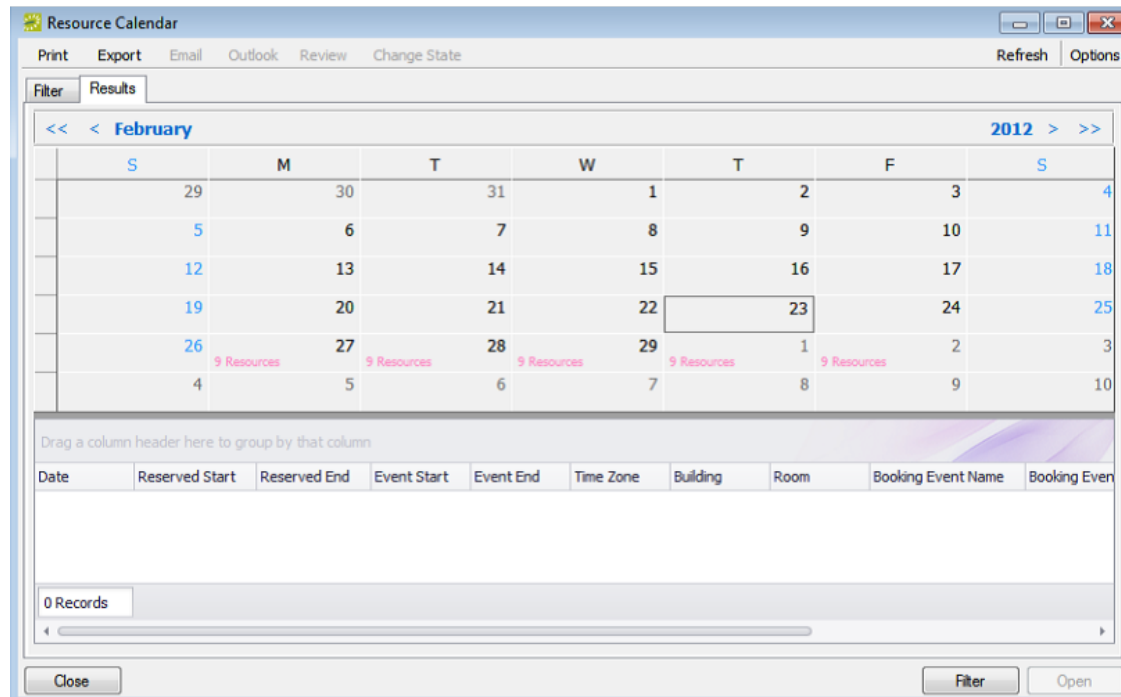 Resource Calendar
Print Export Email Outlook Review Change State Refresh Options
Filter Results
<< < February 2012 > >>
S M T W T F S
29 30 31 1 2 3 4
5 6 7 8 9 10 11
12 13 14 15 16 17 18
19 20 21 22 23 24 25
26 27 28 29 1 2 3
9 Resources 9 Resources 9 Resources 9 Resources 9 Resources
4 5 6 7 8 9 10
Drag a column header here to group by that column
Date Reserved Start Reserved End Event Start Event End Time Zone Building Room Booking Event Name Booking Even
0 Records
Close Filter Open